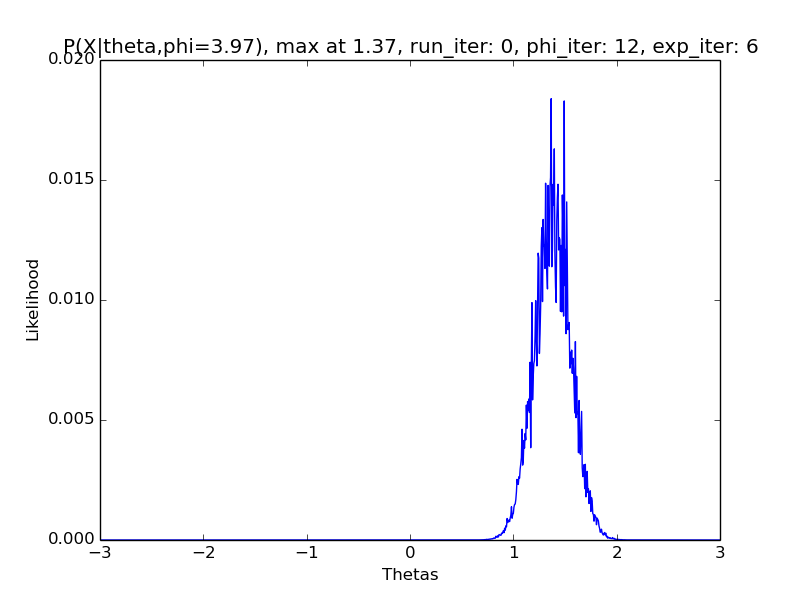 P(X|theta,phi=3.97), max at 1.37, run_iter: 0, phi_iter: 12, exp_iter: 6
0.020
0.015
0.010
0.005
0.000
Likelihood
−3 −2 −1 0 1 2 3
Thetas